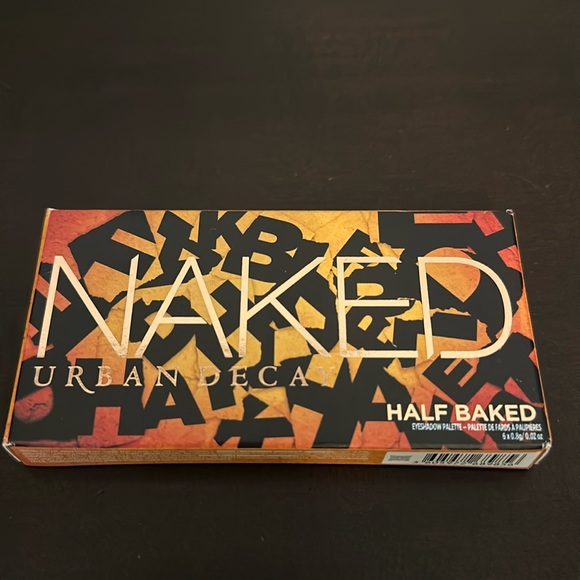 NAKED
URBAN DECAY
HALF BAKED
EYESHADOW PALETTE • PALETTE DE FARDS À PAUPIÈRES
6 x 0.8g/ 0.02 oz